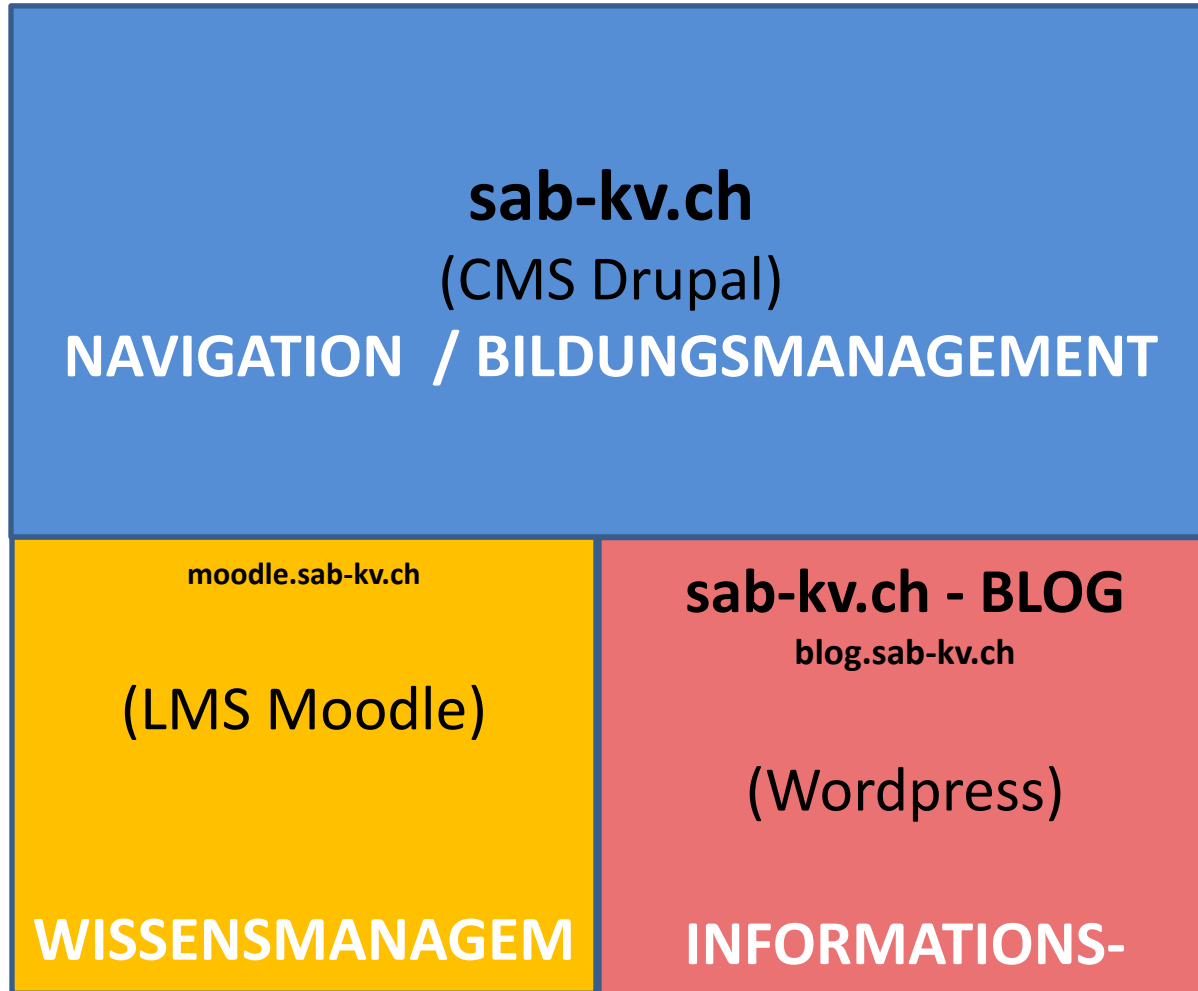 sab-kv.ch
(CMS Drupal)
NAVIGATION / BILDUNGSMANAGEMENT
moodle.sab-kv.ch
(LMS Moodle)
WISSENSMANAGEM
sab-kv.ch - BLOG
blog.sab-kv.ch
(Wordpress)
INFORMATIONS-